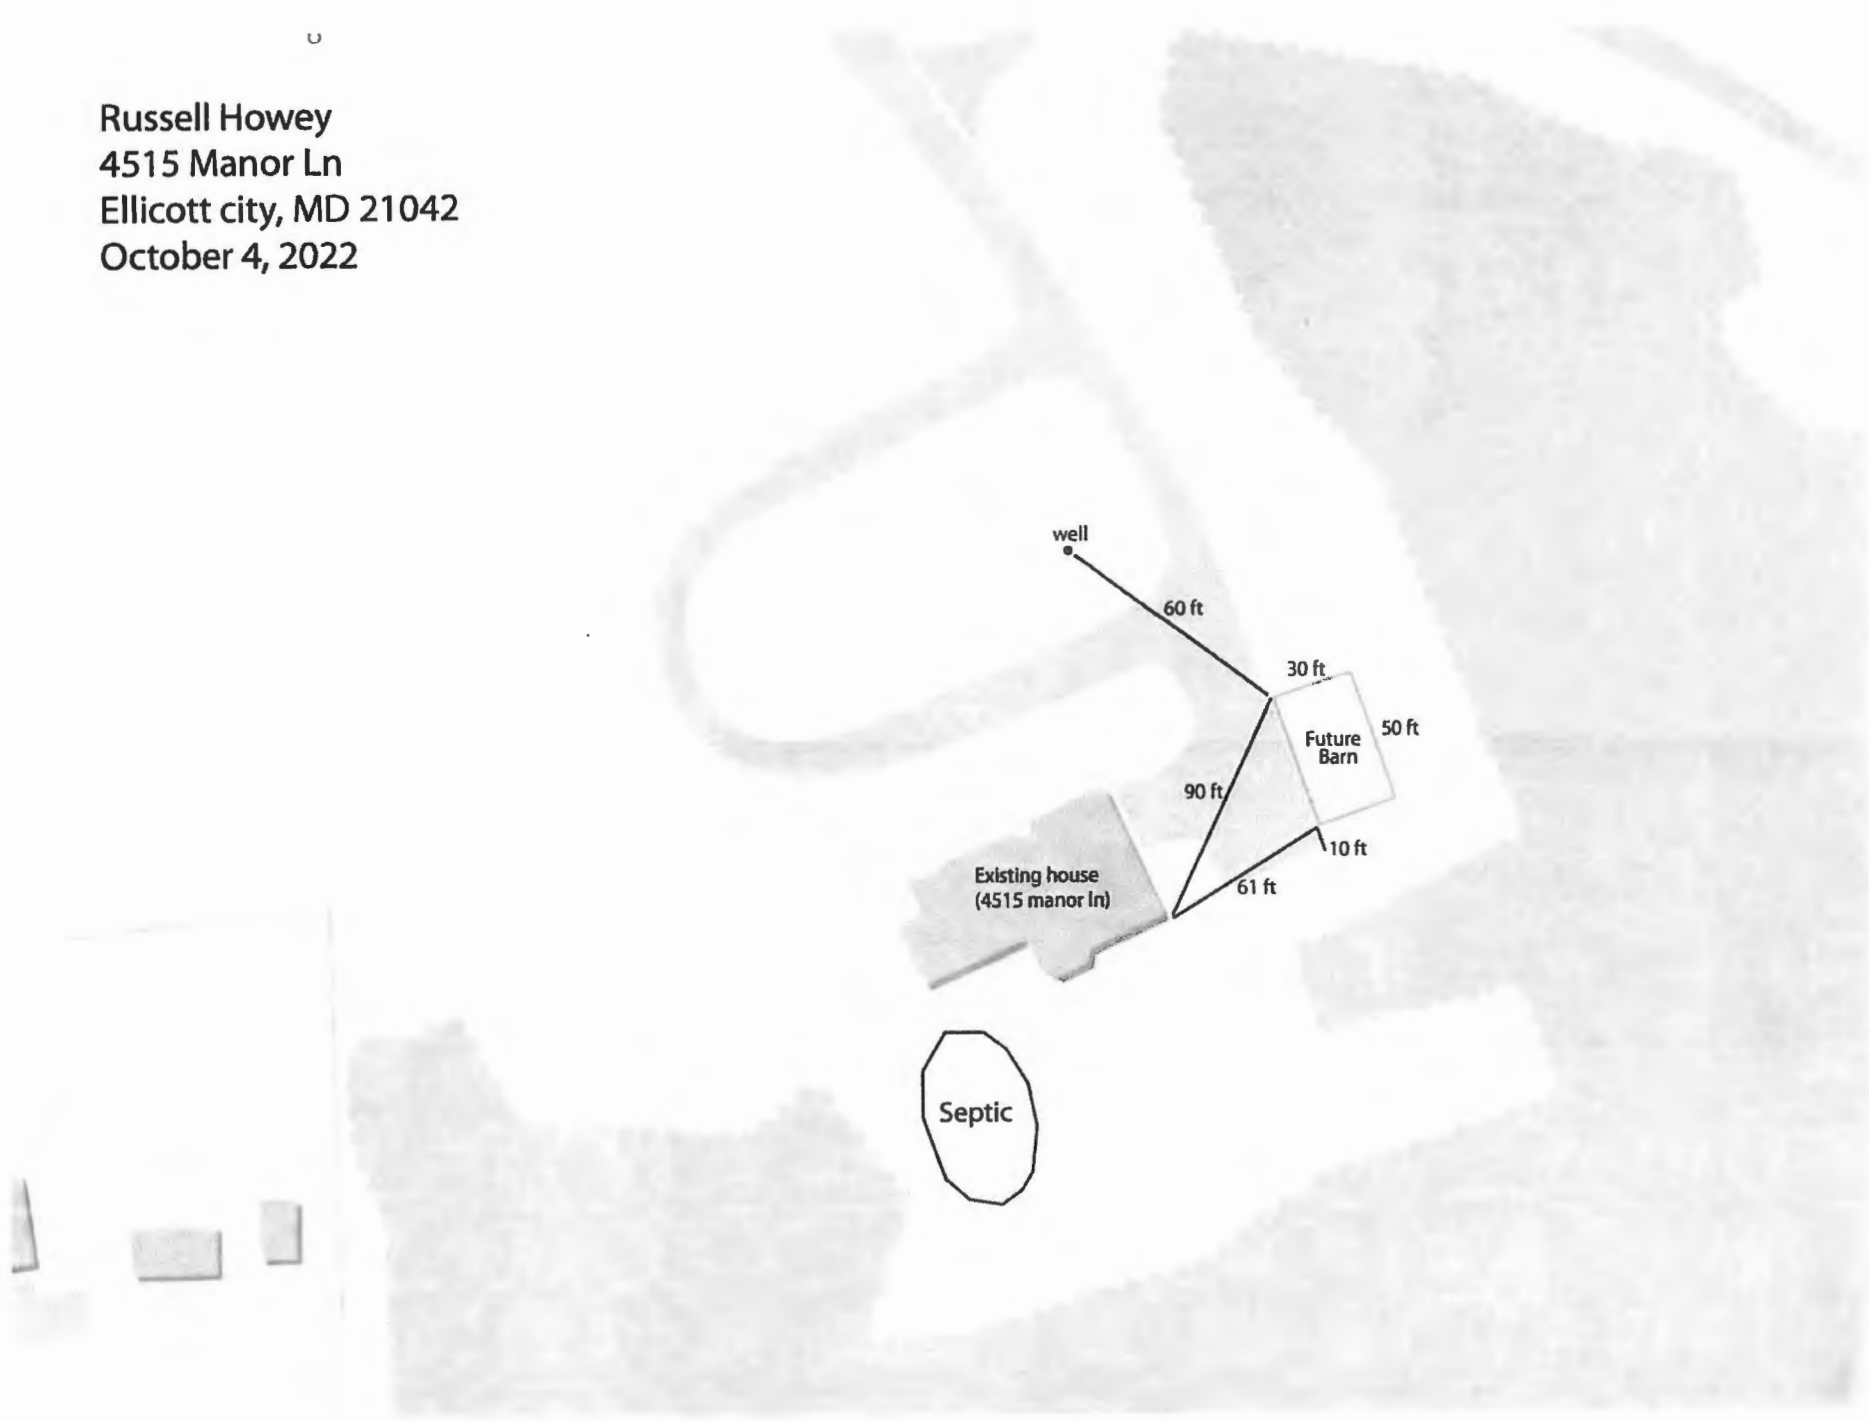 Russell Howey
4515 Manor Ln
Ellicott city, MD 21042
October 4, 2022
well
60 ft
30 ft
50 ft
Future
Barn
90 ft
10 ft
61 ft
Existing house
(4515 manor ln)
Septic